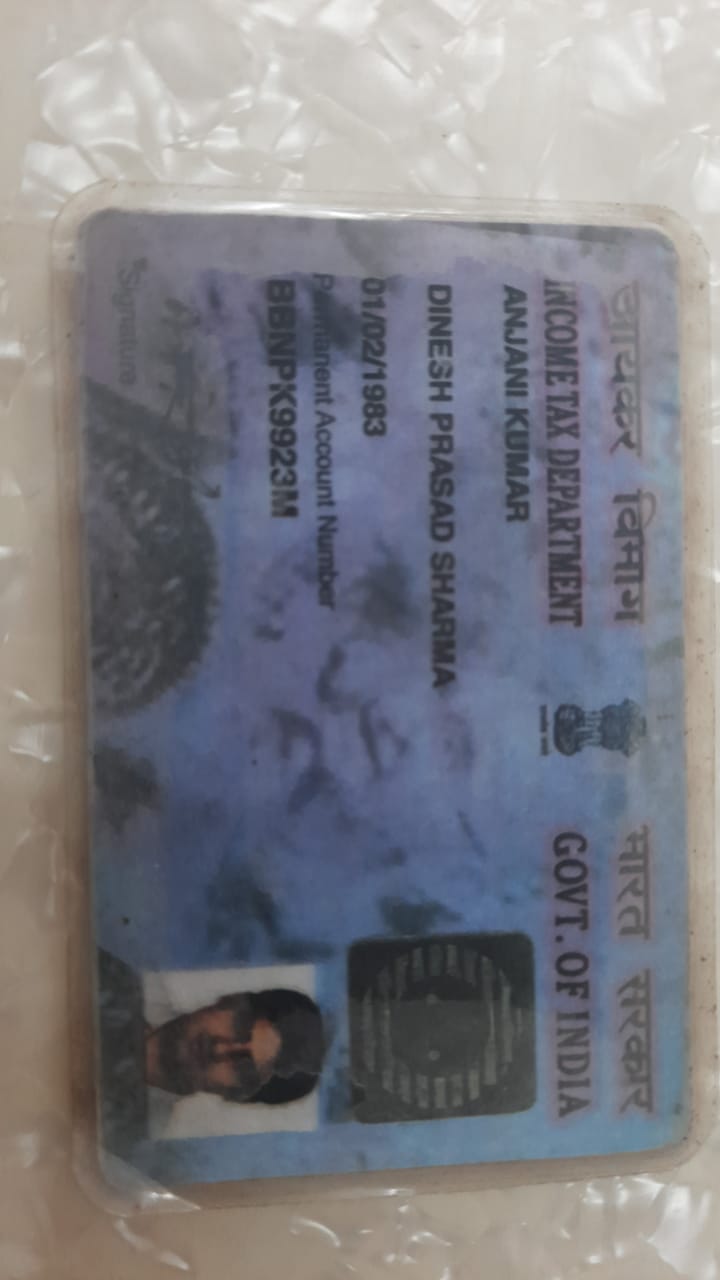 आयकर विभाग भारत सरकार
INCOME TAX DEPARTMENT GOVT. OF INDIA
ANJANI KUMAR
DINESH PRASAD SHARMA
01/02/1983
Permanent Account Number
BBNPK9923M
Signature